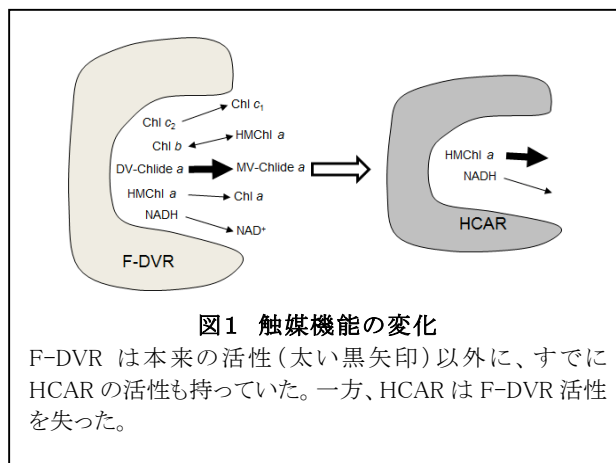 Chl c₂ Chl c₁
Chl b HMChl a
DV-Chlide a MV-Chlide a
HMChl a Chl a
NADH NAD⁺
F-DVR
HMChl a
NADH
HCAR
図1 触媒機能の変化
F-DVR は本来の活性(太い黒矢印)以外に、すでに
HCAR の活性も持っていた。一方、HCAR は F-DVR 活性
を失った。